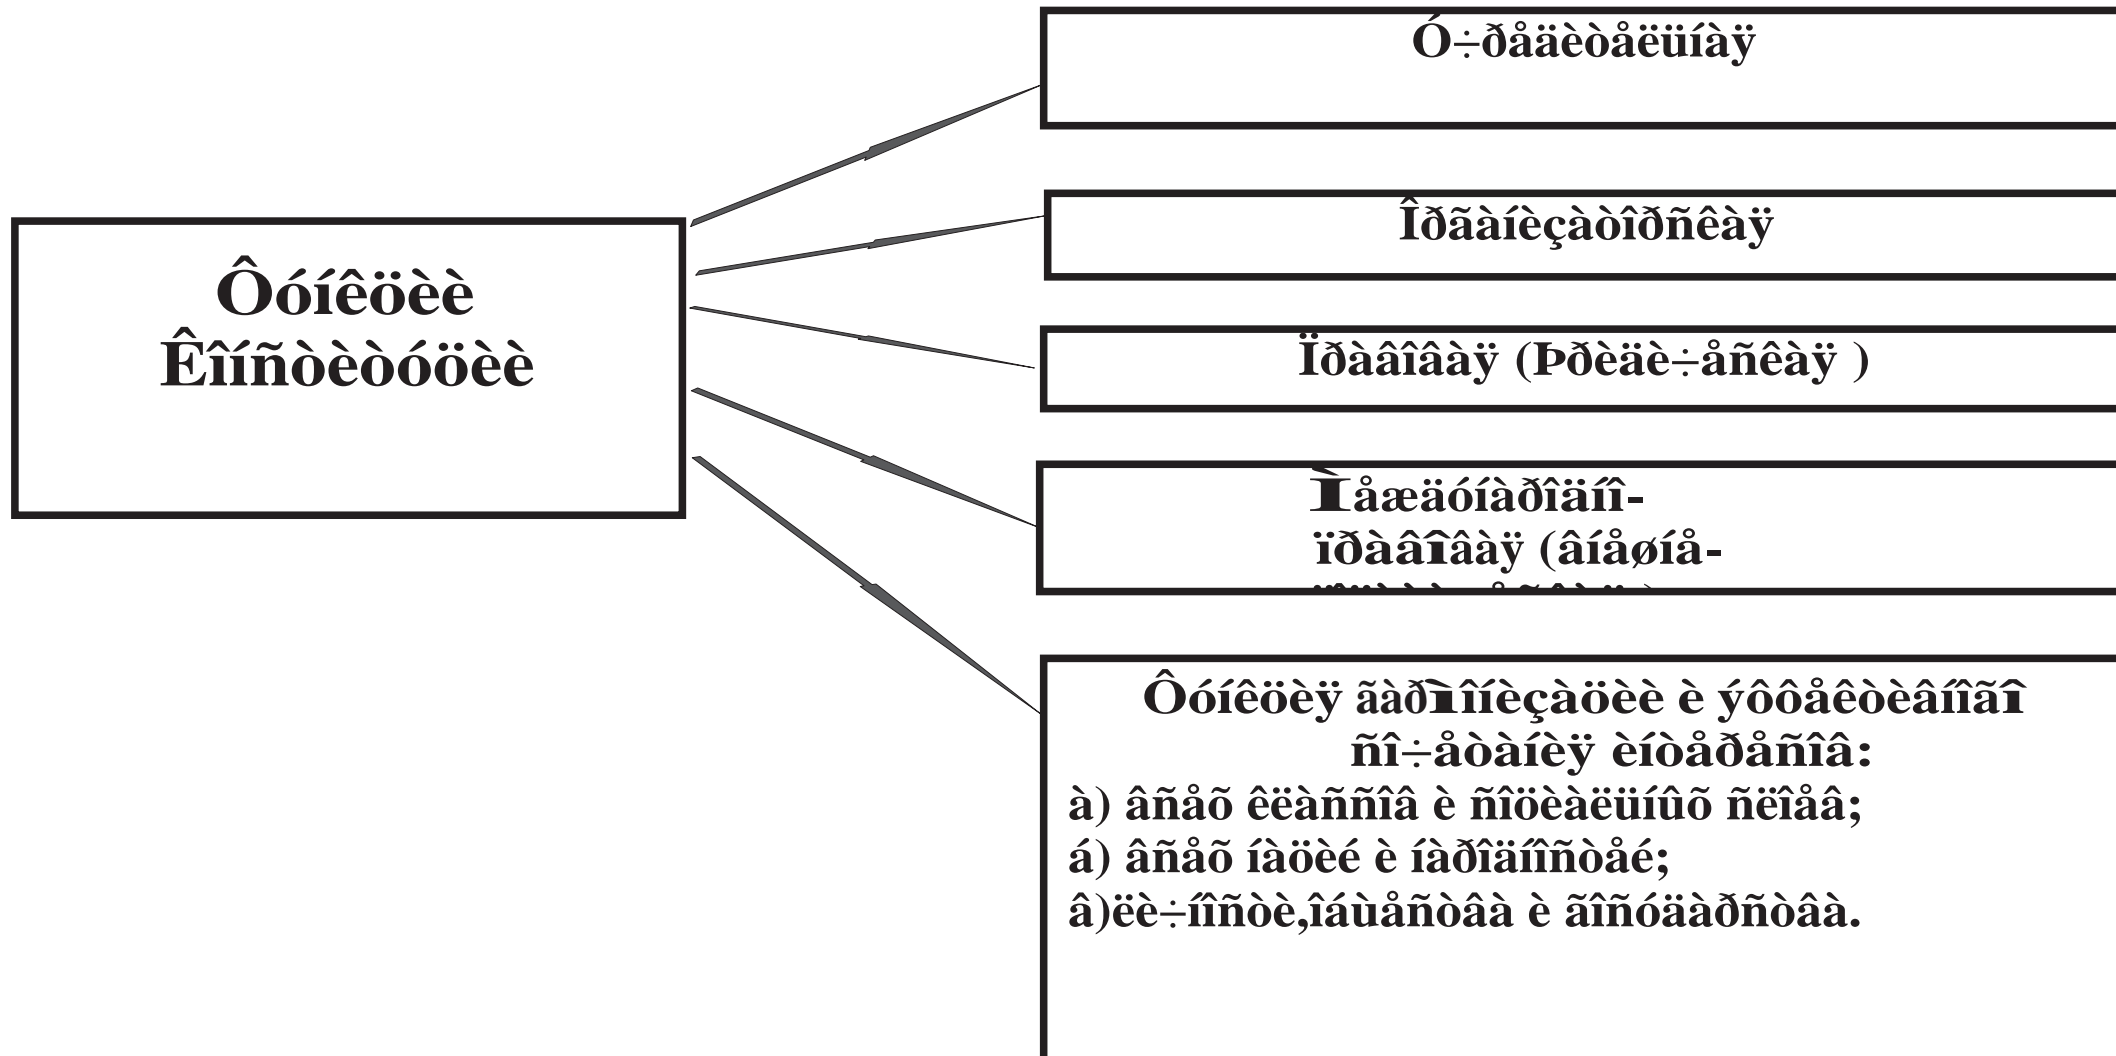 Ôóíêöèè
Êîíñòèòóöèè
Ó÷ðåäèòåëüíàÿ
Îðãàíèçàòîðñêàÿ
Ïðàâîâàÿ (Þðèäè÷åñêàÿ )
Ìåæäóíàðîäíî-
ïðàâîâàÿ (âíåøíå-
Ôóíêöèÿ ãàðìîíèçàöèè è ýôôåêòèâíîãî
ñî÷åòàíèÿ èíòåðåñîâ:
à) âñåõ êëàññîâ è ñîöèàëüíûõ ñëîåâ;
á) âñåõ íàöèé è íàðîäíîñòåé;
â)ëè÷íîñòè,îáùåñòâà è ãîñóäàðñòâà.